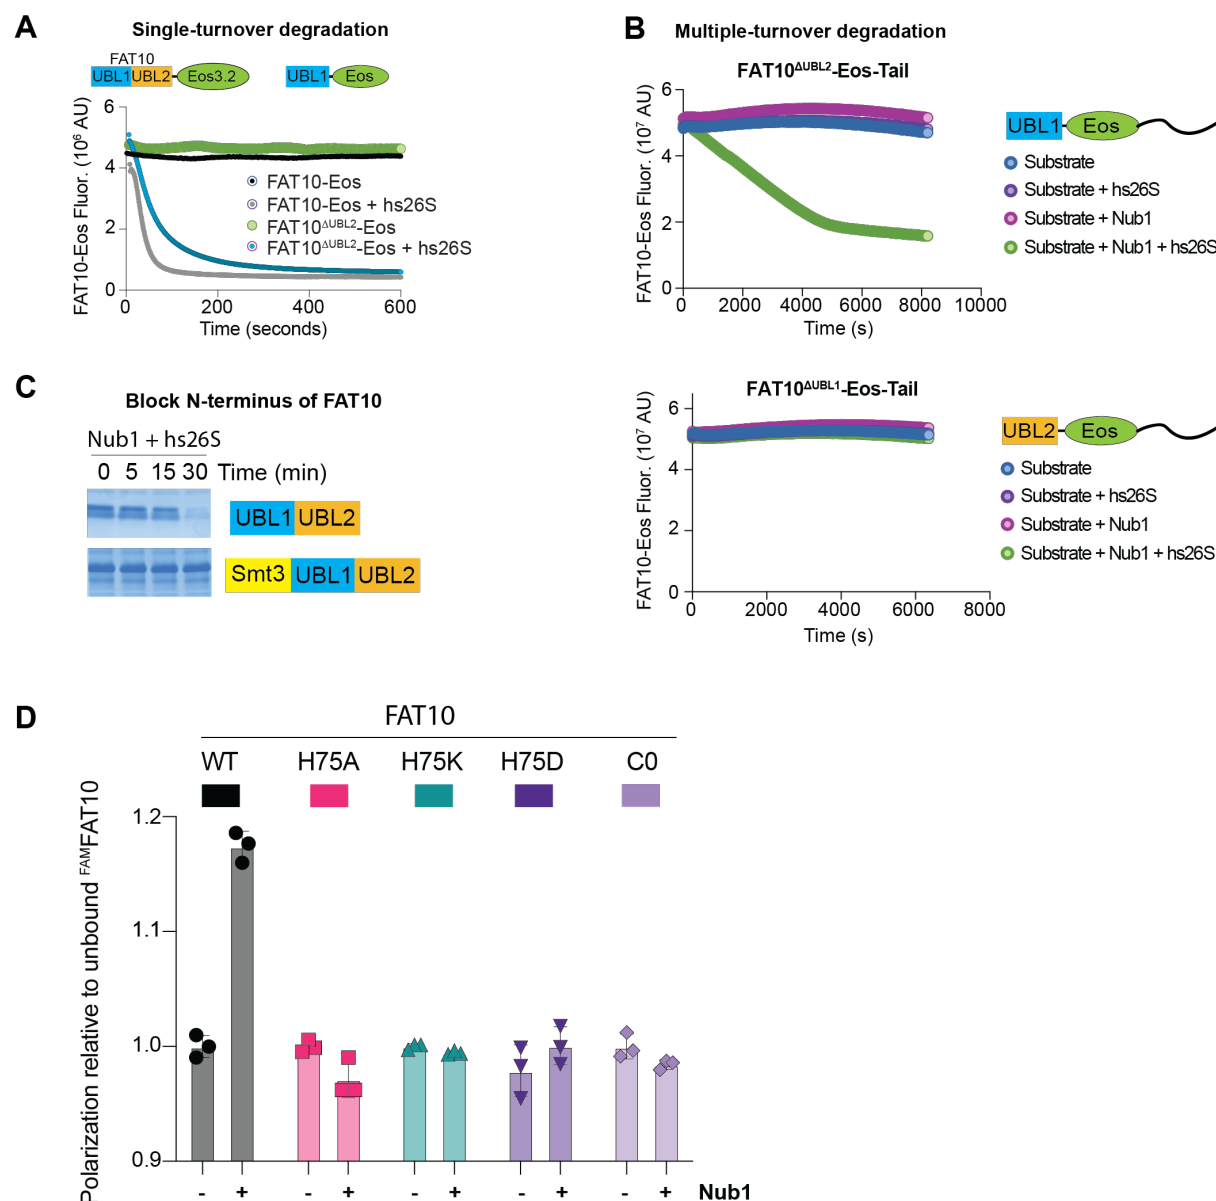 A
Single-turnover degradation
FAT10
UBL1 UBL2 Eos3.2
UBL1 Eos
FAT10-Eos Fluor. (10⁶ AU)
6
4
2
0
FAT10-Eos
FAT10-Eos + hs26S
FAT10ΔUBL2-Eos
FAT10ΔUBL2-Eos + hs26S
0 200 400 600
Time (seconds)
B
Multiple-turnover degradation
FAT10ΔUBL2-Eos-Tail
FAT10-Eos Fluor. (10⁷ AU)
6
4
2
0
0 2000 4000 6000 8000 10000
Time (s)
UBL1 Eos
Substrate
Substrate + hs26S
Substrate + Nub1
Substrate + Nub1 + hs26S
FAT10ΔUBL1-Eos-Tail
FAT10-Eos Fluor. (10⁷ AU)
6
4
2
0
0 2000 4000 6000 8000
Time (s)
UBL2 Eos
Substrate
Substrate + hs26S
Substrate + Nub1
Substrate + Nub1 + hs26S
C
Block N-terminus of FAT10
Nub1 + hs26S
0 5 15 30 Time (min)
UBL1 UBL2
Smt3 UBL1 UBL2
D
FAT10
WT H75A H75K H75D C0
Polarization relative to unbound FAMFAT10
1.2
1.1
1.0
0.9
- + - + - + - + - + Nub1